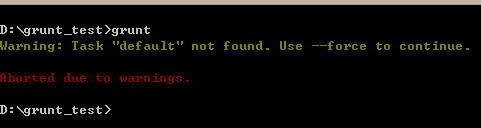 D:\grunt_test>grunt
Warning: Task "default" not found. Use --force to continue.
Aborted due to warnings.
D:\grunt_test>